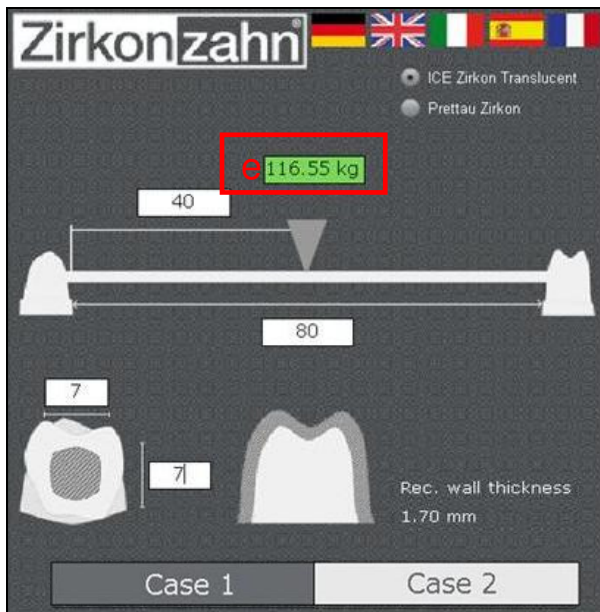 Zirkonzahn®
ICE Zirkon Translucent
Prettau Zirkon
e 116.55 kg
40
80
7
7
Rec. wall thickness
1.70 mm
Case 1
Case 2